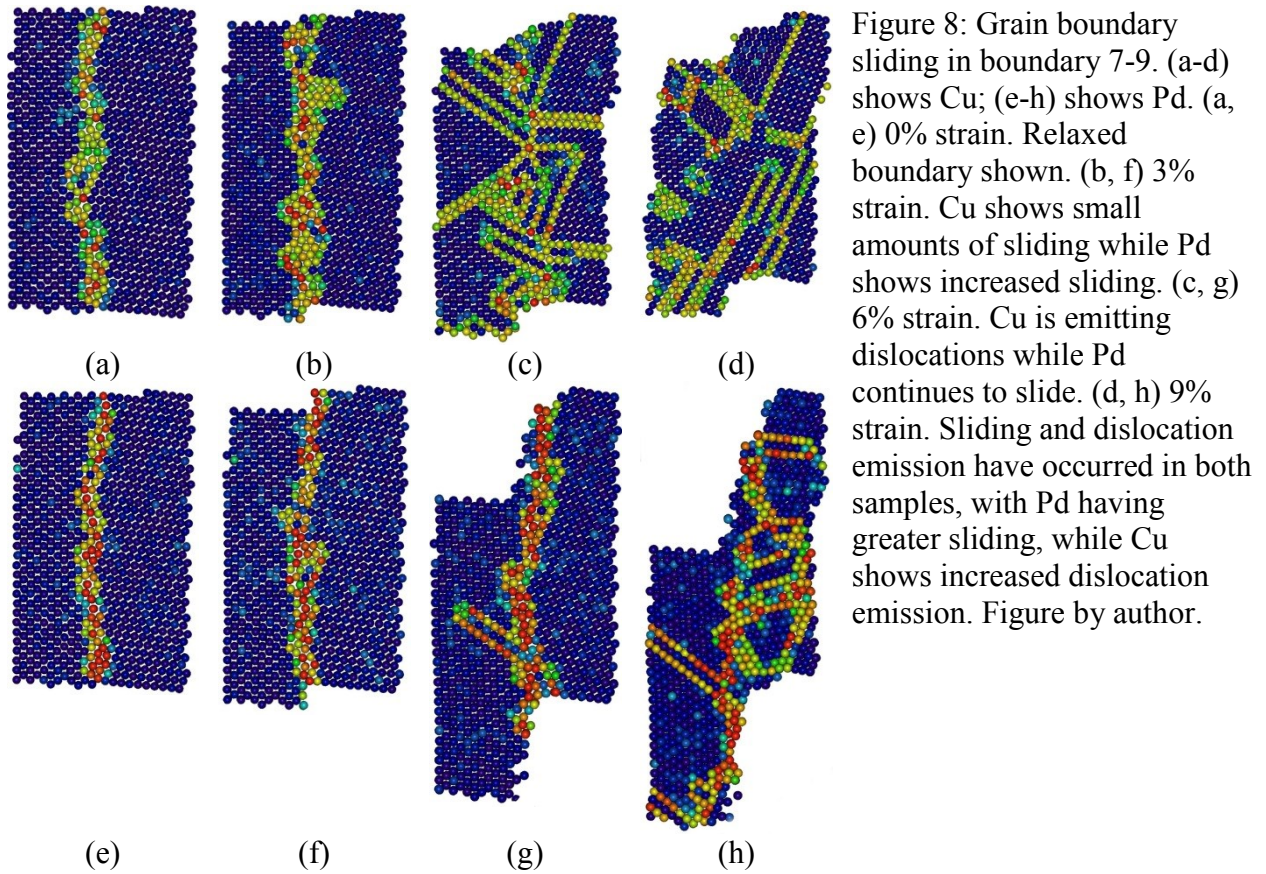 Figure 8: Grain boundary
sliding in boundary 7-9. (a-d)
shows Cu; (e-h) shows Pd. (a,
e) 0% strain. Relaxed
boundary shown. (b, f) 3%
strain. Cu shows small
amounts of sliding while Pd
shows increased sliding. (c, g)
6% strain. Cu is emitting
dislocations while Pd
continues to slide. (d, h) 9%
strain. Sliding and dislocation
emission have occurred in both
samples, with Pd having
greater sliding, while Cu
shows increased dislocation
emission. Figure by author.
(a) (b) (c) (d)
(e) (f) (g) (h)